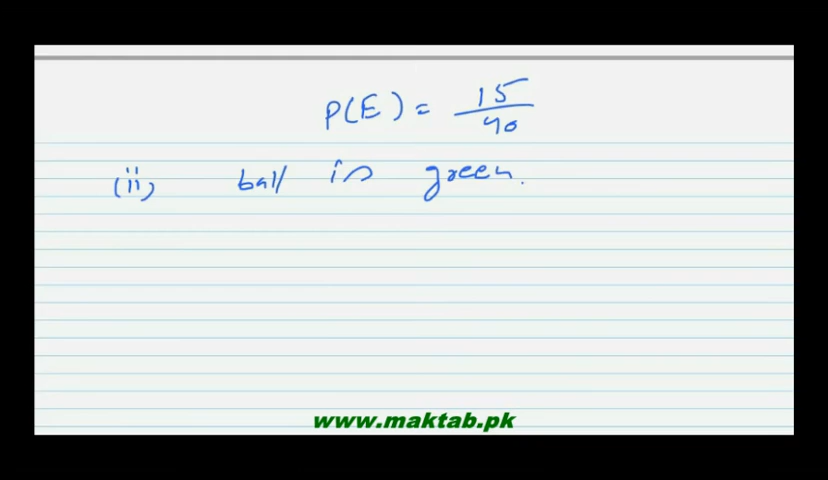 P(E) = 15/40
(ii) ball is green.
www.maktab.pk